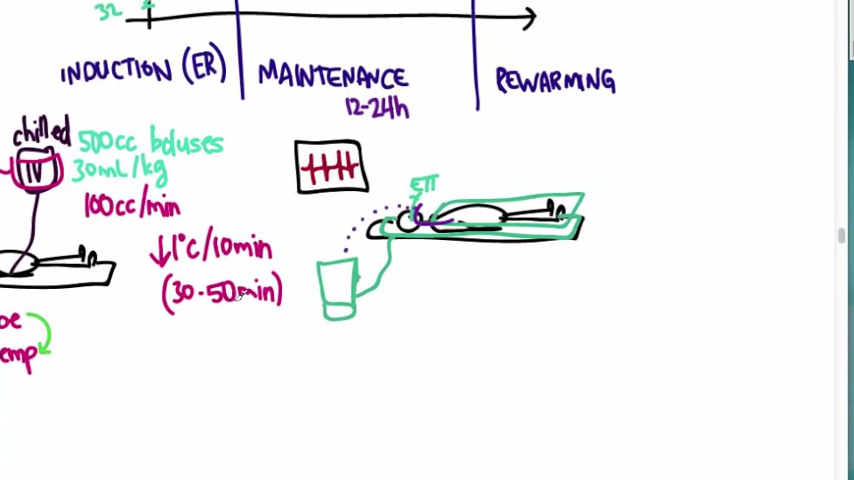 32
INDUCTION (ER)
MAINTENANCE
12-24h
REWARMING
chilled
IV
500cc boluses
30mL/kg
100cc/min
↓1°C/10min
(30-50min)
ETT
emp